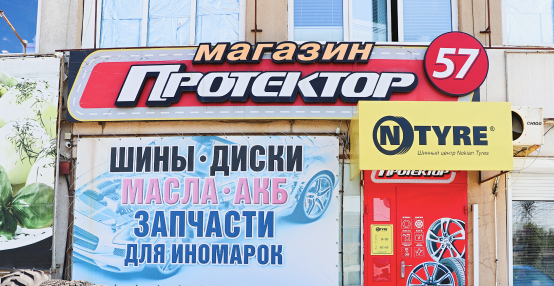 МАГАЗИН
ПРОТЕКТОР
57
NTYRE®
Шинный центр Nokian Tyres
ПРОТЕКТОР
ШИНЫ·ДИСКИ
МАСЛА·АКБ
ЗАПЧАСТИ
ДЛЯ ИНОМАРОК